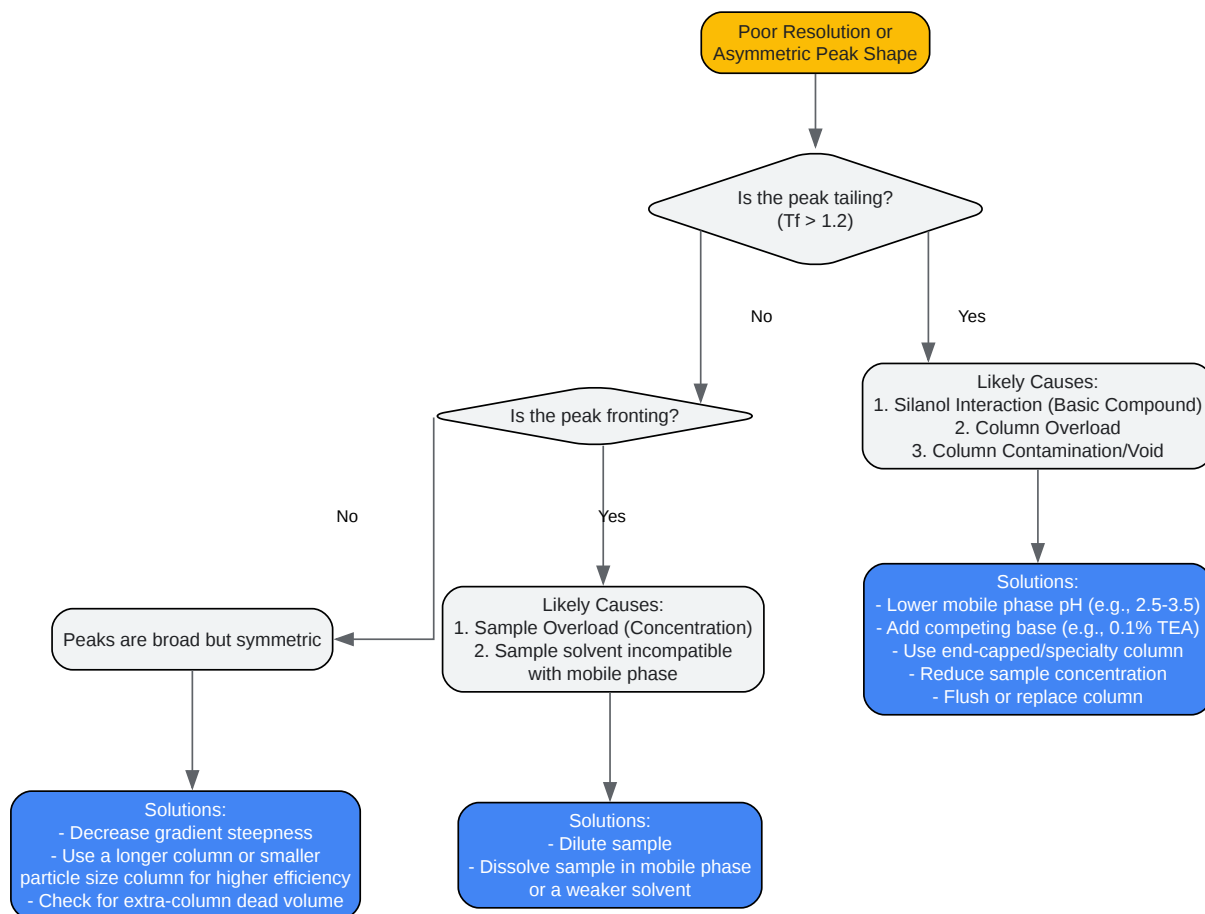 Poor Resolution or
Asymmetric Peak Shape
Is the peak tailing?
(Tf > 1.2)
No
Yes
Likely Causes:
1. Silanol Interaction (Basic Compound)
2. Column Overload
3. Column Contamination/Void
Is the peak fronting?
No
Yes
Solutions:
- Lower mobile phase pH (e.g., 2.5-3.5)
- Add competing base (e.g., 0.1% TEA)
- Use end-capped/specialty column
- Reduce sample concentration
- Flush or replace column
Peaks are broad but symmetric
Likely Causes:
1. Sample Overload (Concentration)
2. Sample solvent incompatible
with mobile phase
Solutions:
- Decrease gradient steepness
- Use a longer column or smaller
particle size column for higher efficiency
- Check for extra-column dead volume
Solutions:
- Dilute sample
- Dissolve sample in mobile phase
or a weaker solvent